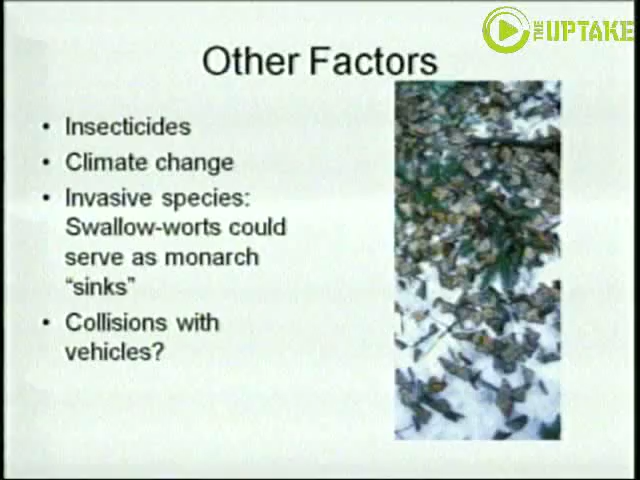 THE UPTAKE
Other Factors
• Insecticides
• Climate change
• Invasive species:
Swallow-worts could
serve as monarch
“sinks”
• Collisions with
vehicles?